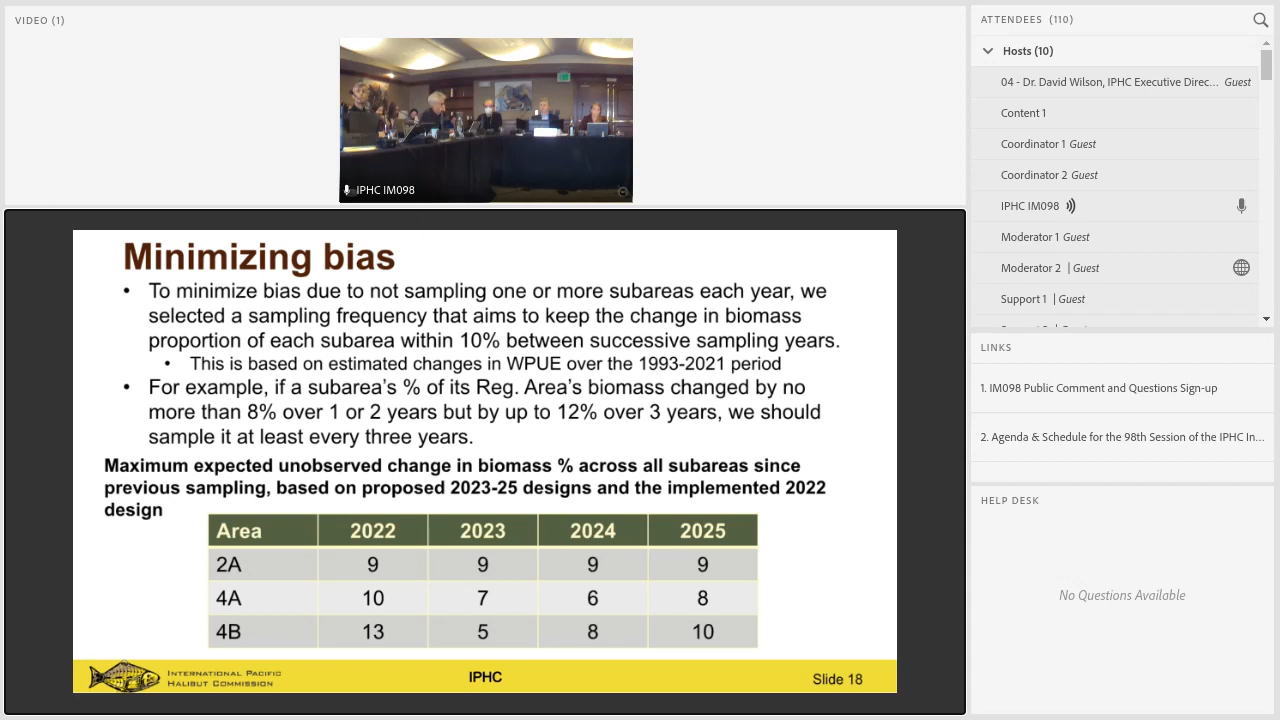 VIDEO (1)
IPHC IM098
Minimizing bias
• To minimize bias due to not sampling one or more subareas each year, we
selected a sampling frequency that aims to keep the change in biomass
proportion of each subarea within 10% between successive sampling years.
• This is based on estimated changes in WPUE over the 1993-2021 period
• For example, if a subarea's % of its Reg. Area's biomass changed by no
more than 8% over 1 or 2 years but by up to 12% over 3 years, we should
sample it at least every three years.
Maximum expected unobserved change in biomass % across all subareas since
previous sampling, based on proposed 2023-25 designs and the implemented 2022
design
Area 2022 2023 2024 2025
2A 9 9 9 9
4A 10 7 6 8
4B 13 5 8 10
INTERNATIONAL PACIFIC
HALIBUT COMMISSION
IPHC
Slide 18
ATTENDEES (110)
Hosts (10)
04 - Dr. David Wilson, IPHC Executive Direc... Guest
Content 1
Coordinator 1 Guest
Coordinator 2 Guest
IPHC IM098
Moderator 1 Guest
Moderator 2 | Guest
Support 1 | Guest
LINKS
1. IM098 Public Comment and Questions Sign-up
2. Agenda & Schedule for the 98th Session of the IPHC In...
HELP DESK
No Questions Available